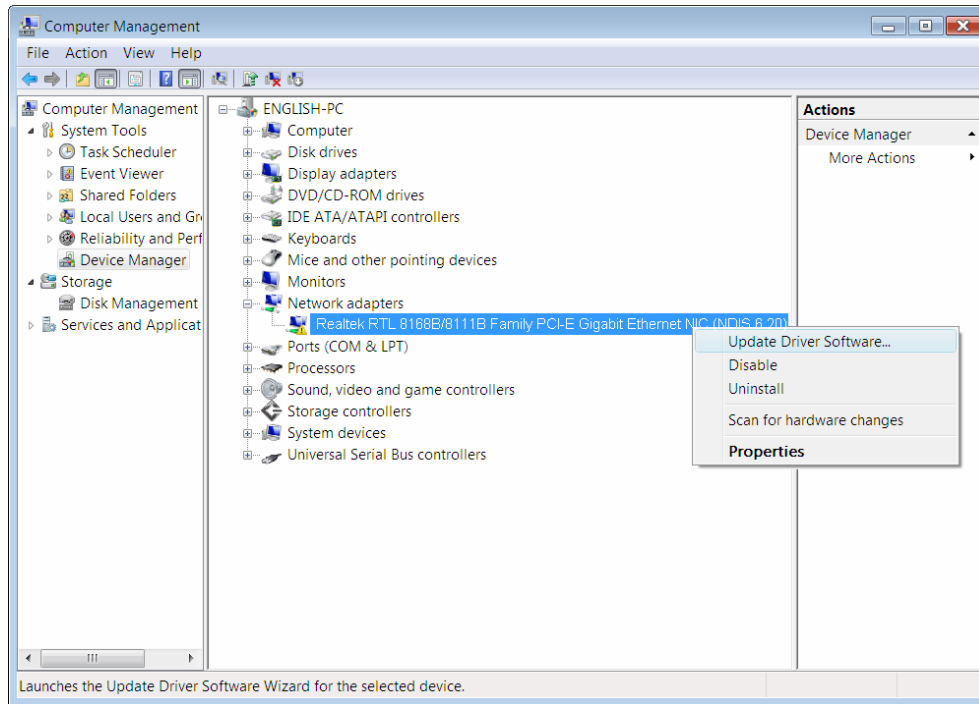 Computer Management
File Action View Help
Computer Management
System Tools
Task Scheduler
Event Viewer
Shared Folders
Local Users and Gr
Reliability and Perf
Device Manager
Storage
Disk Management
Services and Applicat
ENGLISH-PC
Computer
Disk drives
Display adapters
DVD/CD-ROM drives
IDE ATA/ATAPI controllers
Keyboards
Mice and other pointing devices
Monitors
Network adapters
Realtek RTL 8168B/8111B Family PCI-E Gigabit Ethernet NIC (NDIS 6.20)
Ports (COM & LPT)
Processors
Sound, video and game controllers
Storage controllers
System devices
Universal Serial Bus controllers
Update Driver Software...
Disable
Uninstall
Scan for hardware changes
Properties
Actions
Device Manager
More Actions
Launches the Update Driver Software Wizard for the selected device.